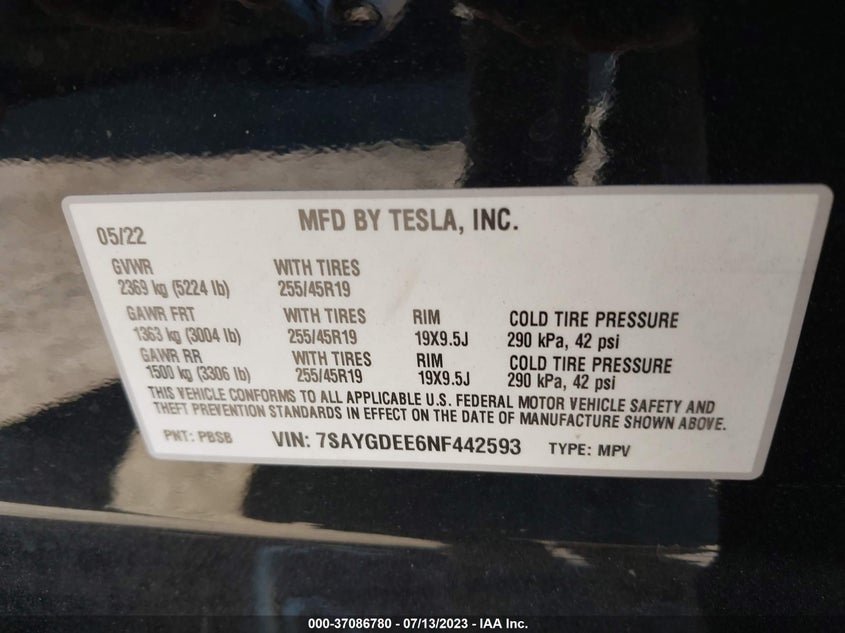 MFD BY TESLA, INC.
05/22
GVWR WITH TIRES
2369 kg (5224 lb) 255/45R19
GAWR FRT WITH TIRES RIM COLD TIRE PRESSURE
1363 kg (3004 lb) 255/45R19 19X9.5J 290 kPa, 42 psi
GAWR RR WITH TIRES RIM COLD TIRE PRESSURE
1500 kg (3306 lb) 255/45R19 19X9.5J 290 kPa, 42 psi
THIS VEHICLE CONFORMS TO ALL APPLICABLE U.S. FEDERAL MOTOR VEHICLE SAFETY AND
THEFT PREVENTION STANDARDS IN EFFECT ON THE DATE OF MANUFACTURE SHOWN ABOVE.
PNT: PBSB VIN: 7SAYGDEE6NF442593 TYPE: MPV
000-37086780 - 07/13/2023 - IAA Inc.